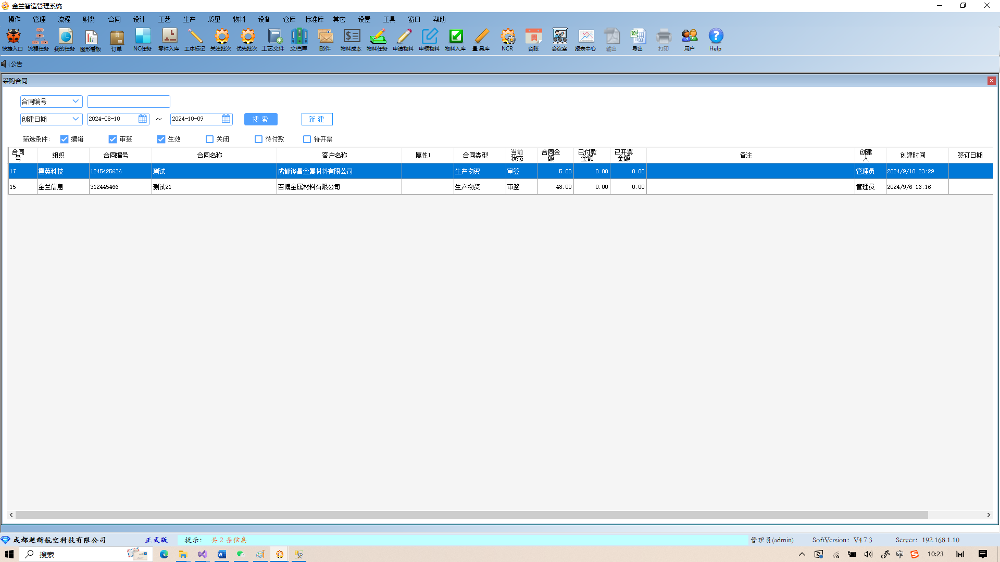 金兰智造管理系统
操作 管理 流程 财务 合同 设计 工艺 生产 质量 物料 设备 仓库 标准库 其它 设置 工具 窗口 帮助
快捷入口 流程任务 我的任务 图形看板 订单 NC任务 零件入库 工序标记 关注批次 优先批次 工艺文件 文档库 邮件 物料成本 物料任务 申请物料 申领物料 物料入库 量具库 NCR 台账 会议室 报表中心 输出 导出 打印 用户 Help
公告
采购合同
合同编号
创建日期 2024-08-10 ~ 2024-10-09 搜索 新建
筛选条件: 编辑 审签 生效 关闭 待付款 待开票
合同号 组织 合同编号 合同名称 客户名称 属性1 合同类型 当前状态 合同金额 已付款金额 已开票金额 备注 创建人 创建时间 签订日期
17 雲英科技 1245425636 测试 成都铧昌金属材料有限公司 生产物资 审签 5.00 0.00 0.00 管理员 2024/9/10 23:29
15 金兰信息 312445466 测试21 百博金属材料有限公司 生产物资 审签 48.00 0.00 0.00 管理员 2024/9/6 16:16
成都超新航空科技有限公司 正式版 提示: 共 2 条信息 管理员(admin) SoftVersion: V4.7.3 Server: 192.168.1.10
搜索 中 10:23